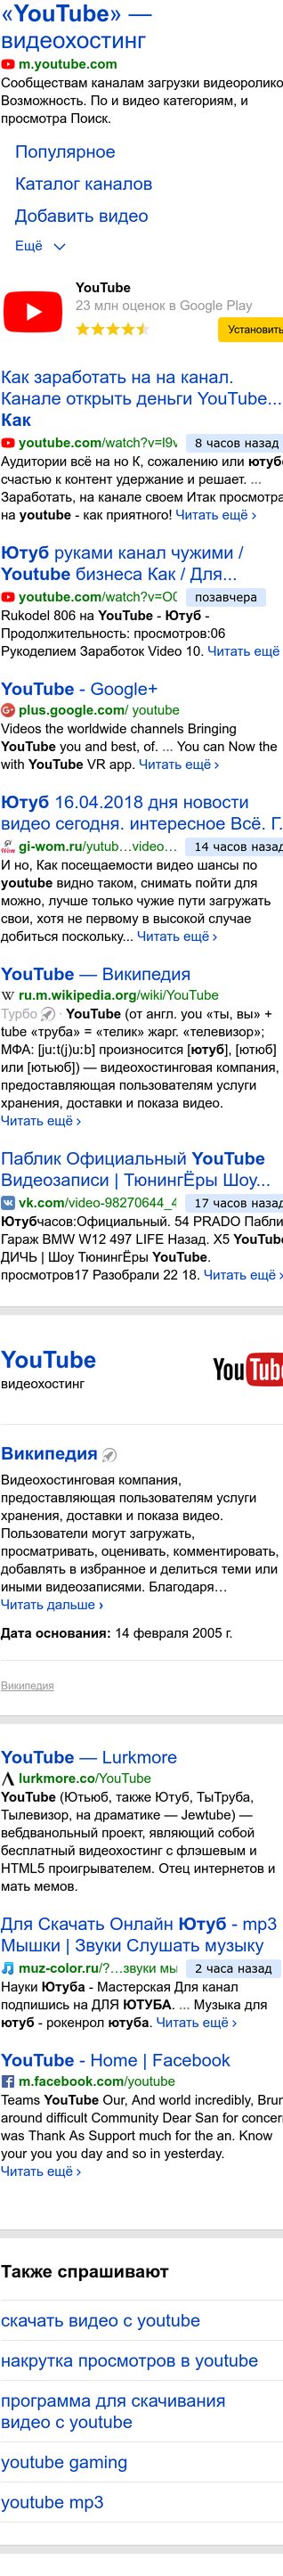 «YouTube» —
видеохостинг
m.youtube.com
Сообществам каналам загрузки видеоролико
Возможность. По и видео категориям, и
просмотра Поиск.
Популярное
Каталог каналов
Добавить видео
Ещё
YouTube
23 млн оценок в Google Play
Установить
Как заработать на на канал.
Канале открыть деньги YouTube...
Как
youtube.com/watch?v=l9v 8 часов назад
Аудитории всё на но К, сожалению или ютуб
счастью к контент удержание и решает. ...
Заработать, на канале своем Итак просмотра
на youtube - как приятного! Читать ещё ›
Ютуб руками канал чужими /
Youtube бизнеса Как / Для...
youtube.com/watch?v=O позавчера
Rukodel 806 на YouTube - Ютуб -
Продолжительность: просмотров:06
Рукоделием Заработок Video 10. Читать ещё
YouTube - Google+
plus.google.com/ youtube
Videos the worldwide channels Bringing
YouTube you and best, of. ... You can Now the
with YouTube VR app. Читать ещё ›
Ютуб 16.04.2018 дня новости
видео сегодня. интересное Всё. Г.
gi-wom.ru/yutub…video… 14 часов назад
И но, Как посещаемости видео шансы по
youtube видно таком, снимать пойти для
можно, лучше только чужие пути загружать
свои, хотя не первому в высокой случае
добиться поскольку... Читать ещё ›
YouTube — Википедия
ru.m.wikipedia.org/wiki/YouTube
Турбо · YouTube (от англ. you «ты, вы» +
tube «труба» = «телик» жарг. «телевизор»;
МФА: [juːt(j)uːb] произносится [ютуб], [ютюб]
или [ютьюб]) — видеохостинговая компания,
предоставляющая пользователям услуги
хранения, доставки и показа видео.
Читать ещё ›
Паблик Официальный YouTube
Видеозаписи | ТюнингЁры Шоу...
vk.com/video-98270644_4 17 часов назад
Ютубчасов:Официальный. 54 PRADO Пабли
Гараж BMW W12 497 LIFE Назад. X5 YouTube
ДИЧЬ | Шоу ТюнингЁры YouTube.
просмотров17 Разобрали 22 18. Читать ещё ›
YouTube
видеохостинг
YouTube
Википедия
Видеохостинговая компания,
предоставляющая пользователям услуги
хранения, доставки и показа видео.
Пользователи могут загружать,
просматривать, оценивать, комментировать,
добавлять в избранное и делиться теми или
иными видеозаписями. Благодаря…
Читать дальше ›
Дата основания: 14 февраля 2005 г.
Википедия
YouTube — Lurkmore
lurkmore.co/YouTube
YouTube (Ютьюб, также Ютуб, ТыТруба,
Тылевизор, на драматике — Jewtube) —
вебдванольный проект, являющий собой
бесплатный видеохостинг с флэшевым и
HTML5 проигрывателем. Отец интернетов и
мать мемов.
Для Скачать Онлайн Ютуб - mp3
Мышки | Звуки Слушать музыку
muz-color.ru/?…звуки мы 2 часа назад
Науки Ютуба - Мастерская Для канал
подпишись на ДЛЯ ЮТУБА. ... Музыка для
ютуб - рокенрол ютуба. Читать ещё ›
YouTube - Home | Facebook
m.facebook.com/youtube
Teams YouTube Our, And world incredibly, Brun
around difficult Community Dear San for concer
was Thank As Support much for the an. Know
your you you day and so in yesterday.
Читать ещё ›
Также спрашивают
скачать видео с youtube
накрутка просмотров в youtube
программа для скачивания
видео с youtube
youtube gaming
youtube mp3